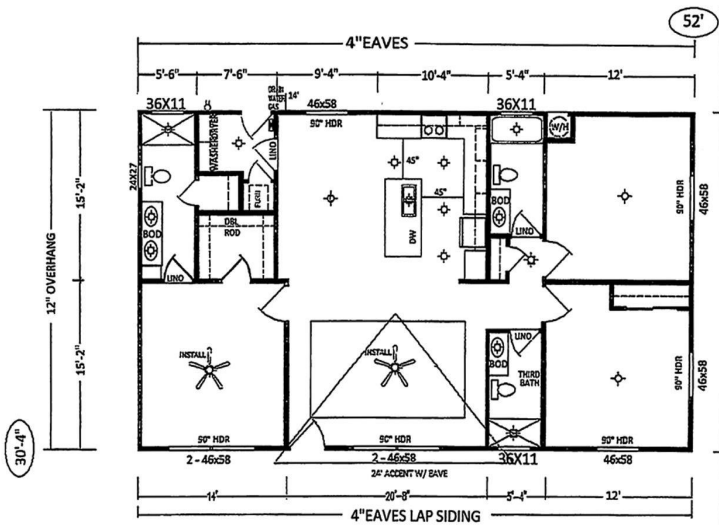 52'
4"EAVES
5'-6" 7'-6" 9'-4" 10'-4" 5'-4" 12'
14'
36X11 46x58 36X11
90" HDR
W/H
WASHER/DRYER
LINO
24X27
15'-2"
45"
45"
FURN
BOD
DBL
ROD
DW
BOD
LINO
90" HDR
46x58
12" OVERHANG
LINO
INSTALL
INSTALL
15'-2"
LINO
BOD
THIRD
BATH
90" HDR
46x58
30'-4"
90" HDR 90" HDR 90" HDR
2 - 46x58 2 - 46x58 36X11 46x58
24' ACCENT W/ EAVE
14' 20'-8" 5'-4" 12'
4"EAVES LAP SIDING